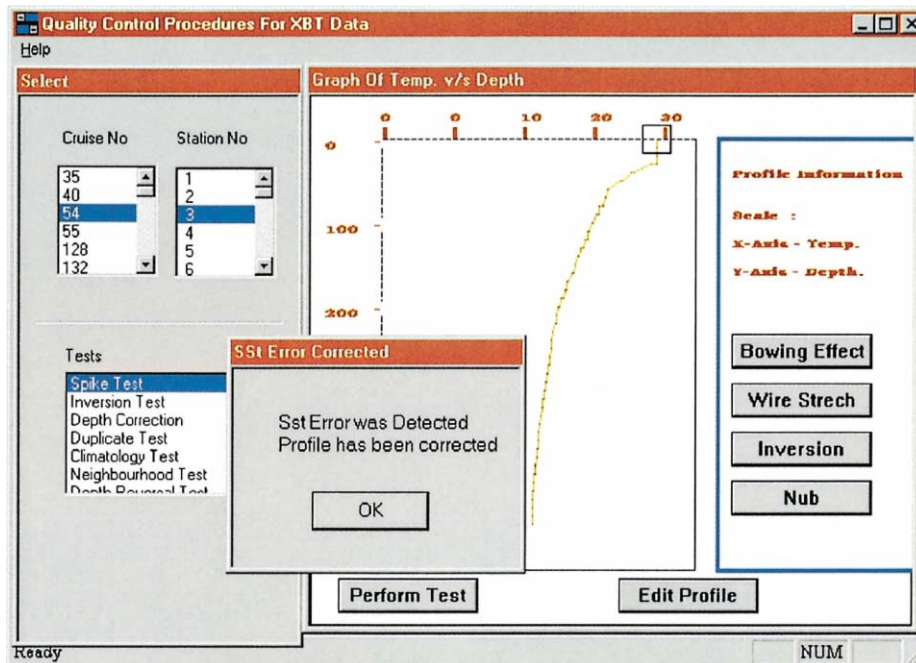 Quality Control Procedures For XBT Data
Help
Select
Cruise No
Station No
35
40
54
55
128
132
1
2
3
4
5
6
Tests
Spike Test
Inversion Test
Depth Correction
Duplicate Test
Climatology Test
Neighbourhood Test
Depth Reversal Test
Graph Of Temp. v/s Depth
0 0 10 20 30
0
100
200
Profile Information
Scale :
X-Axis - Temp.
Y-Axis - Depth.
Bowing Effect
Wire Strech
Inversion
Nub
SSt Error Corrected
Sst Error was Detected
Profile has been corrected
OK
Perform Test
Edit Profile
Ready
NUM